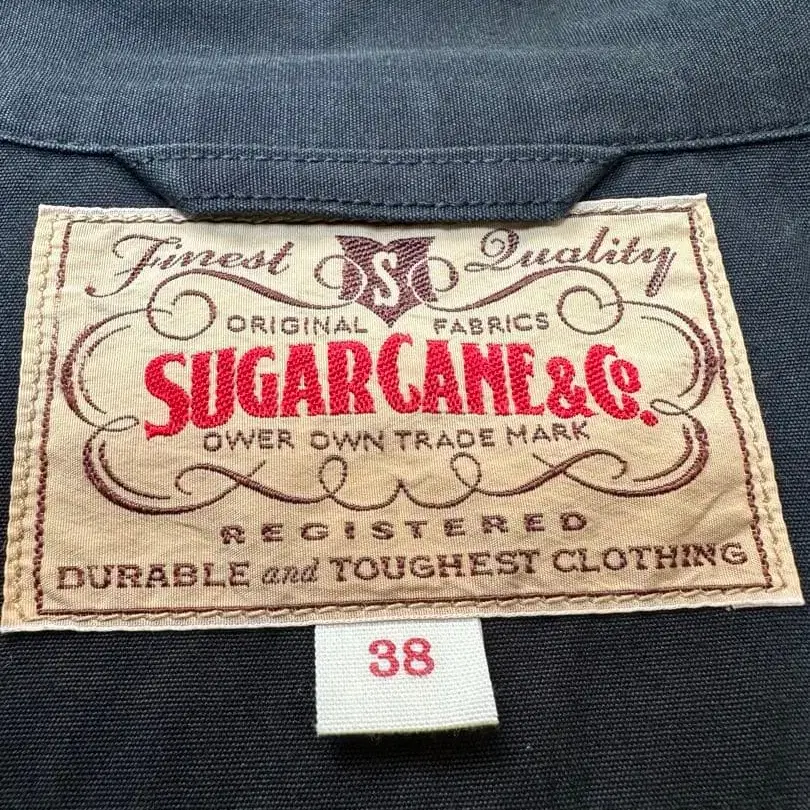 Finest S Quality
ORIGINAL FABRICS
SUGAR CANE & Co.
OWER OWN TRADE MARK
REGISTERED
DURABLE and TOUGHEST CLOTHING
38